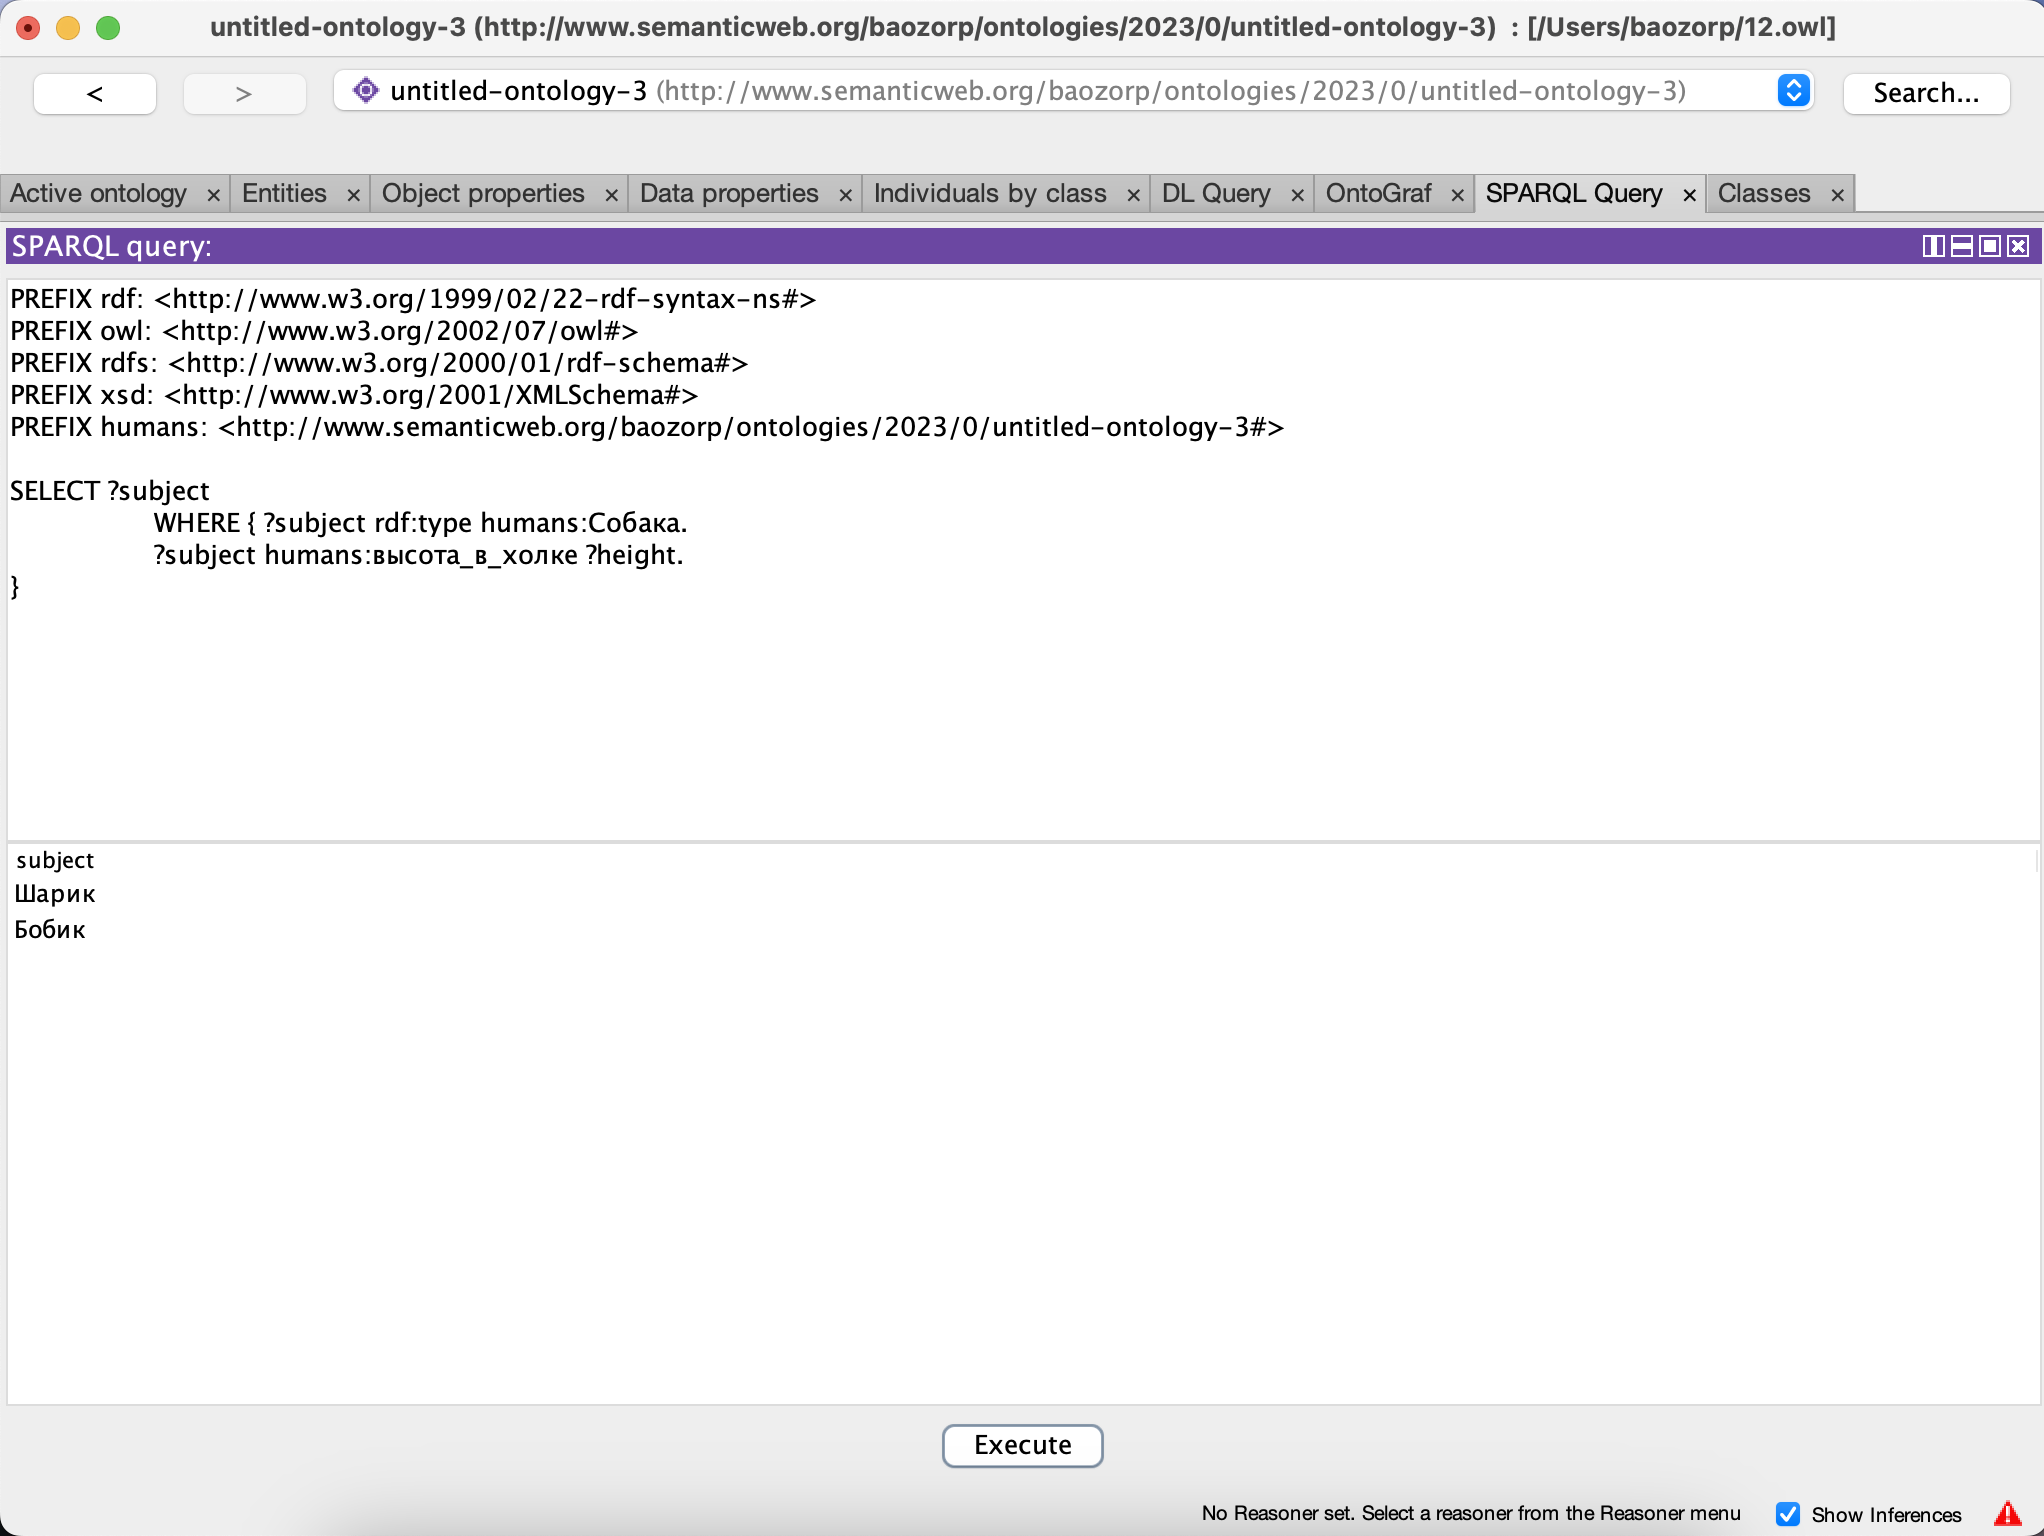 untitled-ontology-3 (http://www.semanticweb.org/baozorp/ontologies/2023/0/untitled-ontology-3) : [/Users/baozorp/12.owl]
< > untitled-ontology-3 (http://www.semanticweb.org/baozorp/ontologies/2023/0/untitled-ontology-3) Search...
Active ontology × Entities × Object properties × Data properties × Individuals by class × DL Query × OntoGraf × SPARQL Query × Classes ×
SPARQL query:
PREFIX rdf: <http://www.w3.org/1999/02/22-rdf-syntax-ns#>
PREFIX owl: <http://www.w3.org/2002/07/owl#>
PREFIX rdfs: <http://www.w3.org/2000/01/rdf-schema#>
PREFIX xsd: <http://www.w3.org/2001/XMLSchema#>
PREFIX humans: <http://www.semanticweb.org/baozorp/ontologies/2023/0/untitled-ontology-3#>
SELECT ?subject
WHERE { ?subject rdf:type humans:Собака.
?subject humans:высота_в_холке ?height.
}
subject
Шарик
Бобик
Execute
No Reasoner set. Select a reasoner from the Reasoner menu Show Inferences